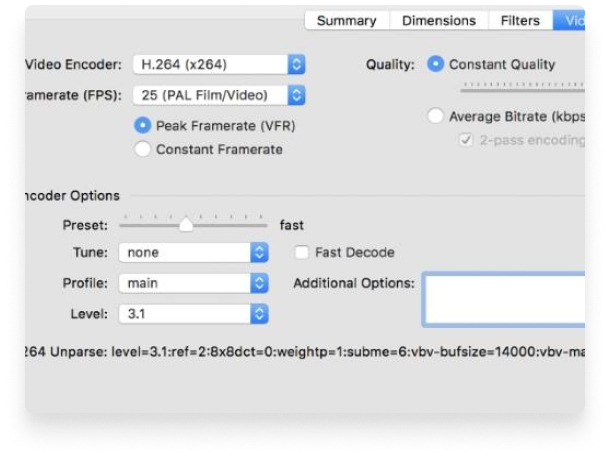 Summary Dimensions Filters Vid
Video Encoder: H.264 (x264) Quality: Constant Quality
ramerate (FPS): 25 (PAL Film/Video)
Peak Framerate (VFR) Average Bitrate (kbps
Constant Framerate 2-pass encoding
ncoder Options
Preset: fast
Tune: none Fast Decode
Profile: main Additional Options:
Level: 3.1
264 Unparse: level=3.1:ref=2:8x8dct=0:weightp=1:subme=6:vbv-bufsize=14000:vbv-ma